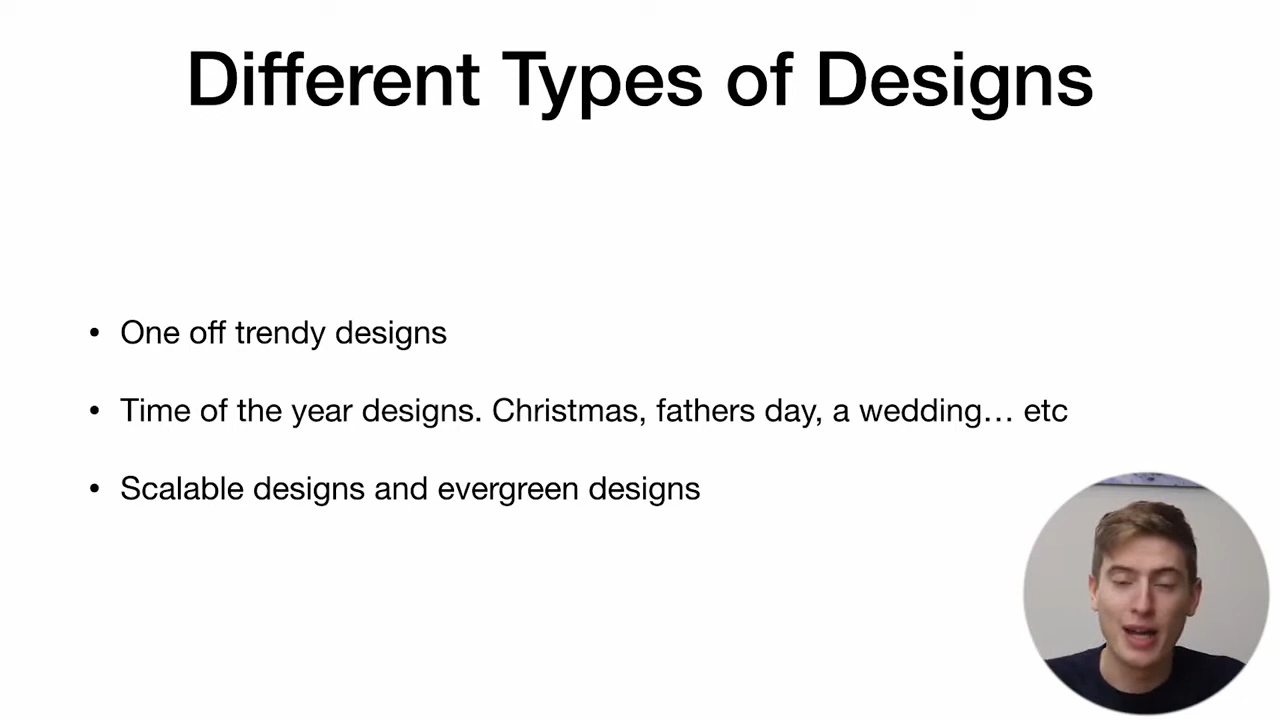 Different Types of Designs
• One off trendy designs
• Time of the year designs. Christmas, fathers day, a wedding… etc
• Scalable designs and evergreen designs